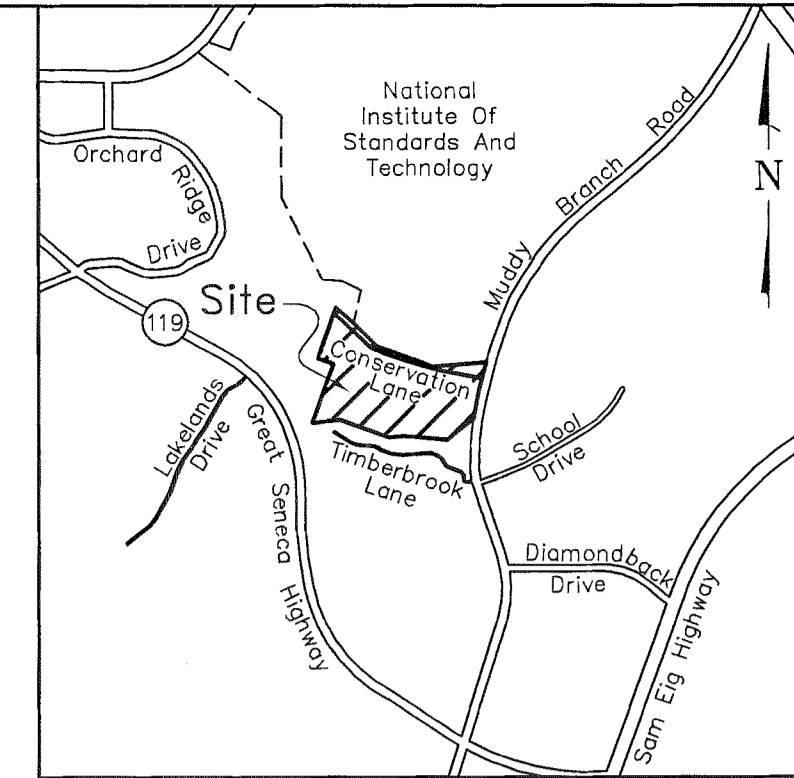 National
Institute Of
Standards And
Technology
Muddy Branch Road
N
Orchard Ridge Drive
119
Site
Conservation
Lane
Lakelands
Drive
Great Seneca Highway
Timberbrook
Lane
School
Drive
Diamondback
Drive
Sam Eig Highway